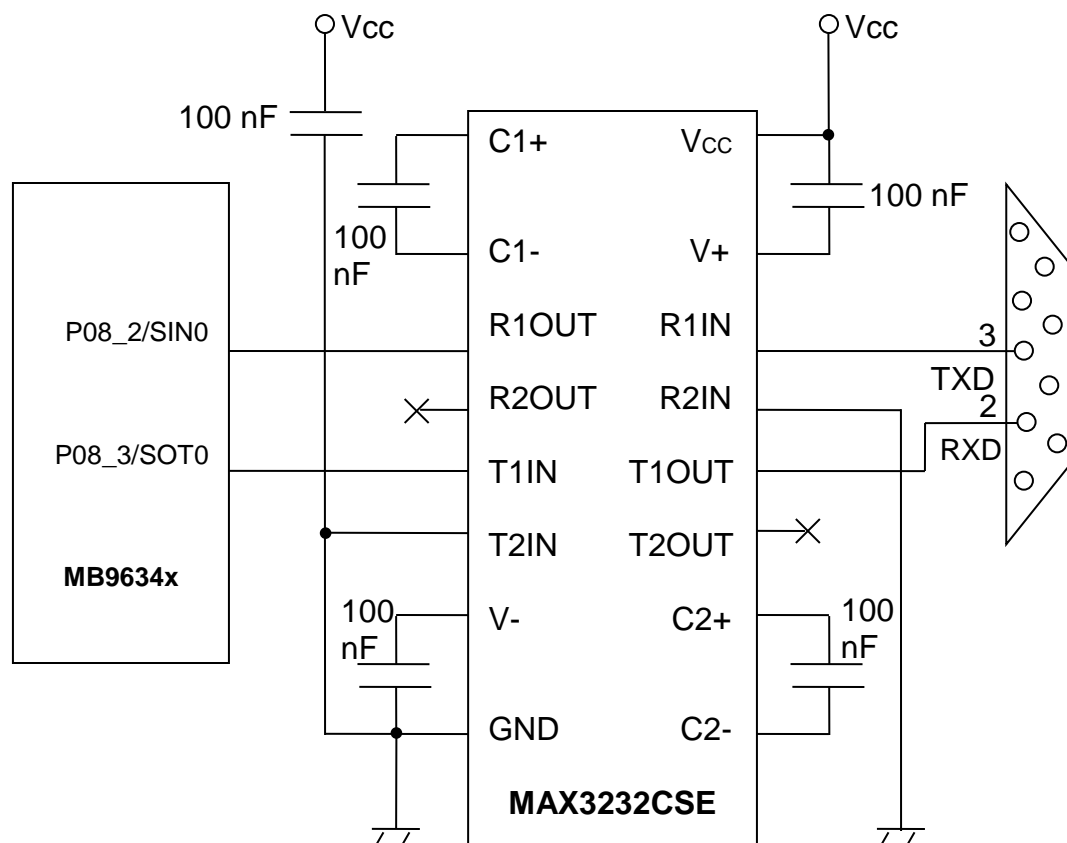 Vcc
Vcc
100 nF
C1+
VCC
100 nF
100
nF
C1-
V+
P08_2/SIN0
R1OUT
R1IN
3
TXD
R2OUT
R2IN
2
RXD
P08_3/SOT0
T1IN
T1OUT
T2IN
T2OUT
MB9634x
100
nF
V-
C2+
100
nF
GND
C2-
MAX3232CSE